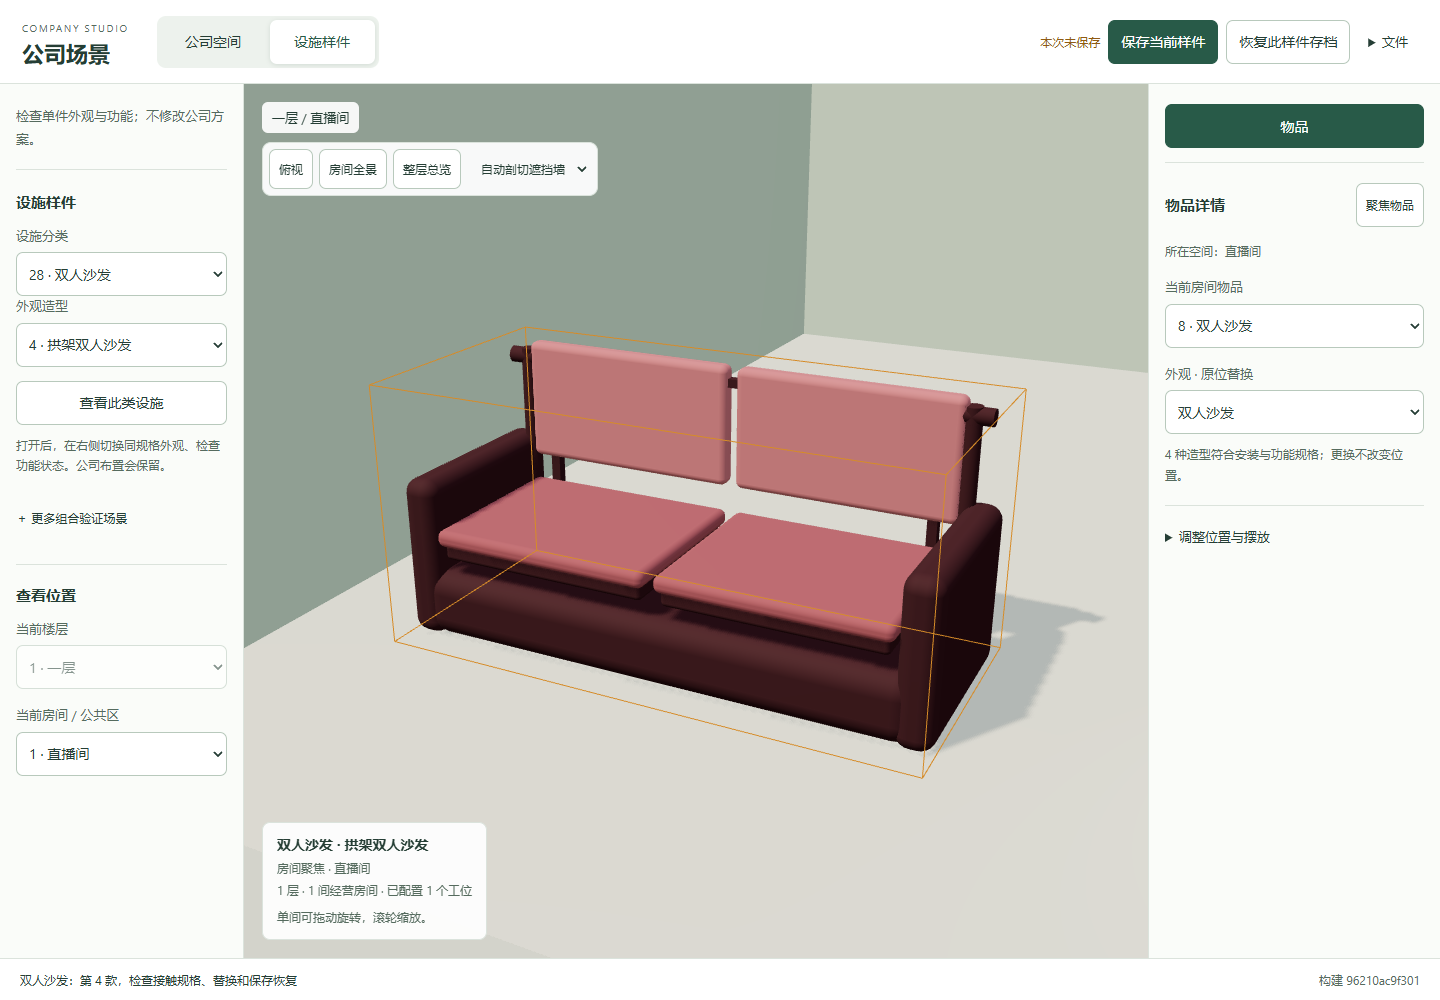 COMPANY STUDIO
公司场景
公司空间
设施样件
本次未保存
保存当前样件
恢复此样件存档
▶ 文件
检查单件外观与功能；不修改公司方
案。
设施样件
设施分类
28 · 双人沙发
外观造型
4 · 拱架双人沙发
查看此类设施
打开后，在右侧切换同规格外观、检查
功能状态。公司布置会保留。
+ 更多组合验证场景
查看位置
当前楼层
1 · 一层
当前房间 / 公共区
1 · 直播间
一层 / 直播间
俯视
房间全景
整层总览
自动剖切遮挡墙
双人沙发 · 拱架双人沙发
房间聚焦 · 直播间
1 层 · 1 间经营房间 · 已配置 1 个工位
单间可拖动旋转，滚轮缩放。
物品
物品详情
聚焦物品
所在空间：直播间
当前房间物品
8 · 双人沙发
外观 · 原位替换
双人沙发
4 种造型符合安装与功能规格；更换不改变位
置。
▶ 调整位置与摆放
双人沙发：第 4 款，检查接触规格、替换和保存恢复
构建 96210ac9f301